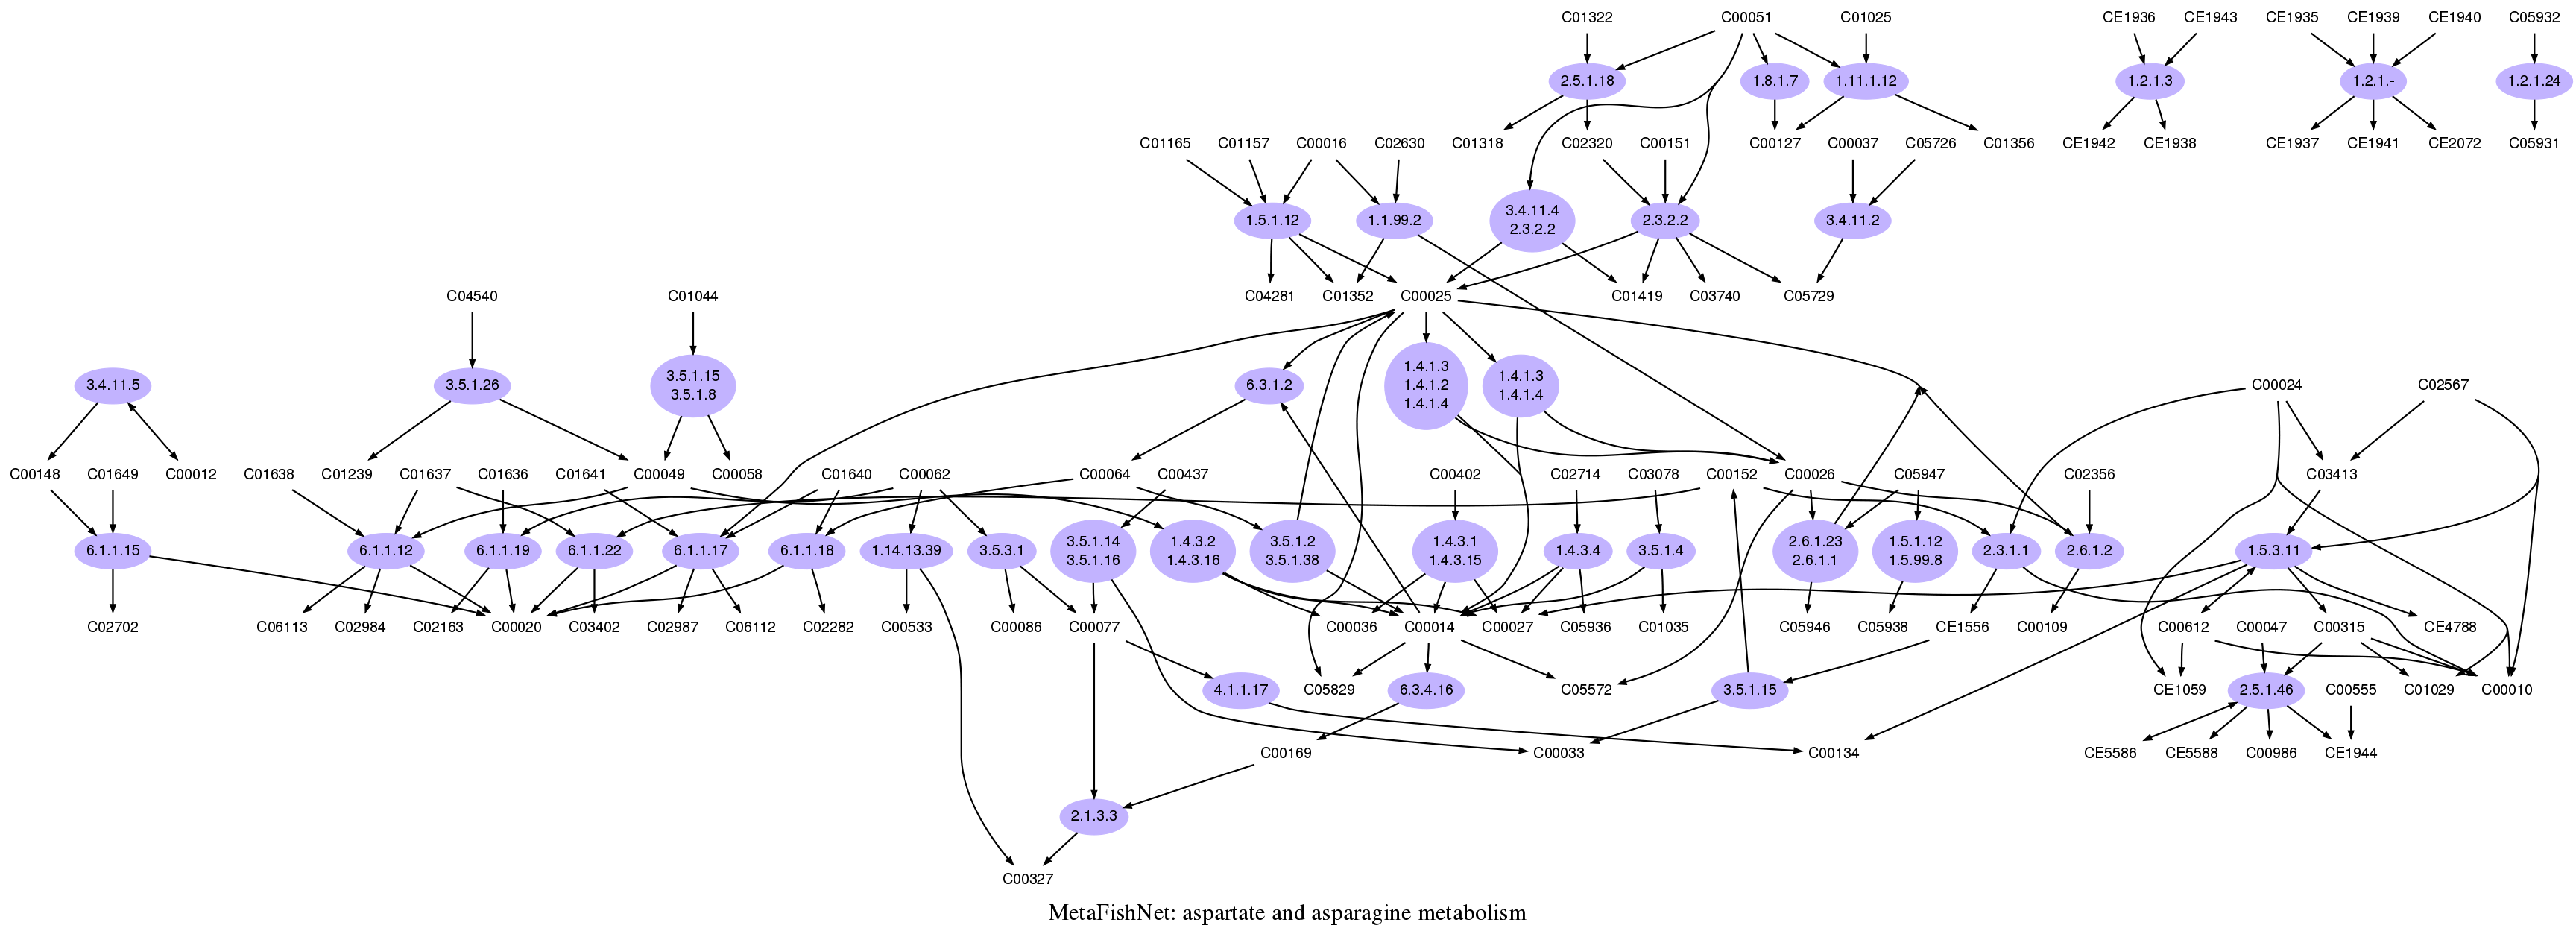 C01322 C00051 C01025 CE1936 CE1943 CE1935 CE1939 CE1940 C05932
2.5.1.18 1.8.1.7 1.11.1.12 1.2.1.3 1.2.1.- 1.2.1.24
C01165 C01157 C00016 C02630 C01318 C02320 C00151 C00127 C00037 C05726 C01356 CE1942 CE1938 CE1937 CE1941 CE2072 C05931
1.5.1.12 1.1.99.2 3.4.11.4 2.3.2.2 3.4.11.2
2.3.2.2
C04540 C01044 C04281 C01352 C00025 C01419 C03740 C05729
3.5.1.15 1.4.1.3 1.4.1.3
3.4.11.5 3.5.1.26 6.3.1.2 1.4.1.2 C00024 C02567
3.5.1.8 1.4.1.4 1.4.1.4
C00148 C01649 C00012 C01638 C01239 C01637 C01636 C01641 C00049 C00058 C01640 C00062 C00064 C00437 C00402 C02714 C03078 C00152 C00026 C05947 C02356 C03413
3.5.1.14 1.4.3.2 3.5.1.2 1.4.3.1 2.6.1.23 1.5.1.12
6.1.1.15 6.1.1.12 6.1.1.19 6.1.1.22 6.1.1.17 6.1.1.18 1.14.13.39 3.5.3.1 1.4.3.4 3.5.1.4 2.3.1.1 2.6.1.2 1.5.3.11
3.5.1.16 1.4.3.16 3.5.1.38 1.4.3.15 2.6.1.1 1.5.99.8
C02702 C06113 C02984 C02163 C00020 C03402 C02987 C06112 C02282 C00533 C00086 C00077 C00036 C00014 C00027 C05936 C01035 C05946 C05938 CE1556 C00109 C00612 C00047 C00315 CE4788
4.1.1.17 C05829 6.3.4.16 C05572 3.5.1.15 CE1059 2.5.1.46 C00555 C01029 C00010
C00169 C00033 C00134 CE5586 CE5588 C00986 CE1944
2.1.3.3
C00327
MetaFishNet: aspartate and asparagine metabolism